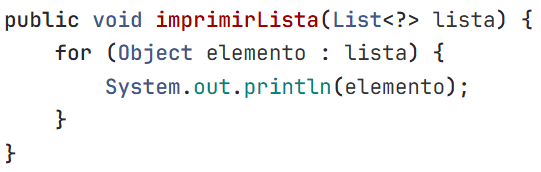 public void imprimirLista(List<?> lista) {
    for (Object elemento : lista) {
        System.out.println(elemento);
    }
}